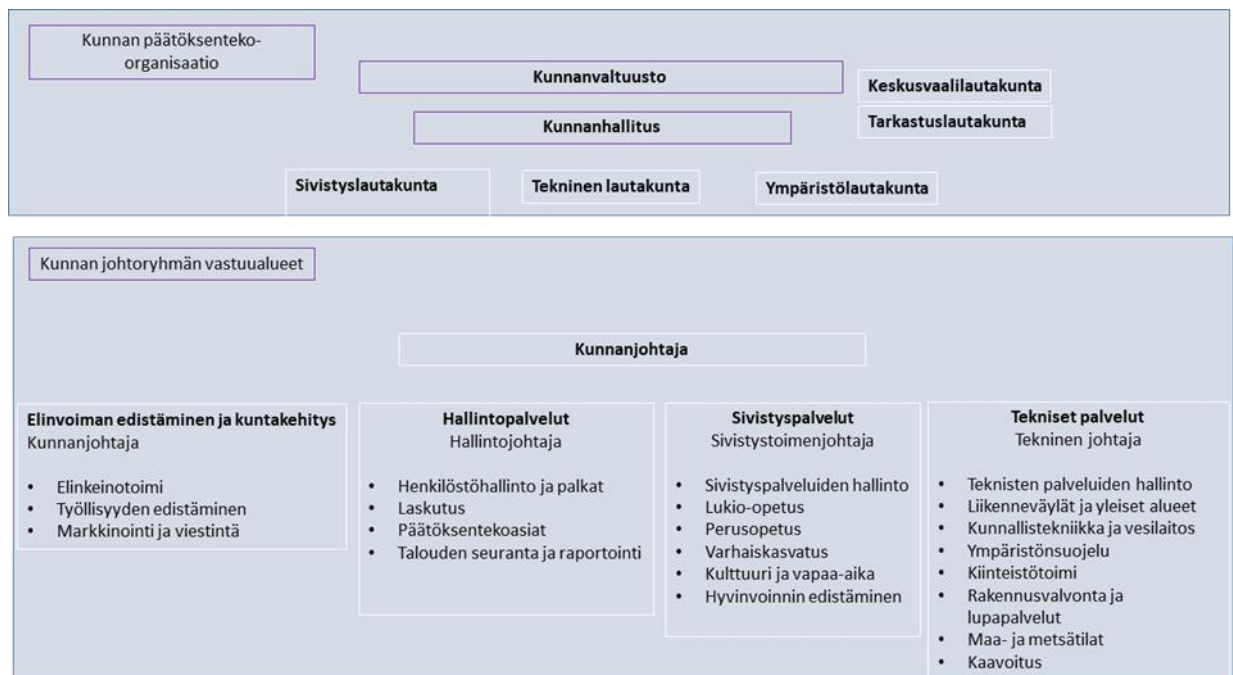 Kunnan päätöksenteko-
organisaatio
Kunnanvaltuusto
Keskusvaalilautakunta
Kunnanhallitus
Tarkastuslautakunta
Sivistyslautakunta
Tekninen lautakunta
Ympäristölautakunta
Kunnan johtoryhmän vastuualueet
Kunnanjohtaja
Elinvoiman edistäminen ja kuntakehitys
Kunnanjohtaja
• Elinkeinotoimi
• Työllisyyden edistäminen
• Markkinointi ja viestintä
Hallintopalvelut
Hallintojohtaja
• Henkilöstöhallinto ja palkat
• Laskutus
• Päätöksentekoasiat
• Talouden seuranta ja raportointi
Sivistyspalvelut
Sivistystoimenjohtaja
• Sivistyspalveluiden hallinto
• Lukio-opetus
• Perusopetus
• Varhaiskasvatus
• Kulttuuri ja vapaa-aika
• Hyvinvoinnin edistäminen
Tekniset palvelut
Tekninen johtaja
• Teknisten palveluiden hallinto
• Liikenneväylät ja yleiset alueet
• Kunnallistekniikka ja vesilaitos
• Ympäristönsuojelu
• Kiinteistötoimi
• Rakennusvalvonta ja
lupapalvelut
• Maa- ja metsätilat
• Kaavoitus